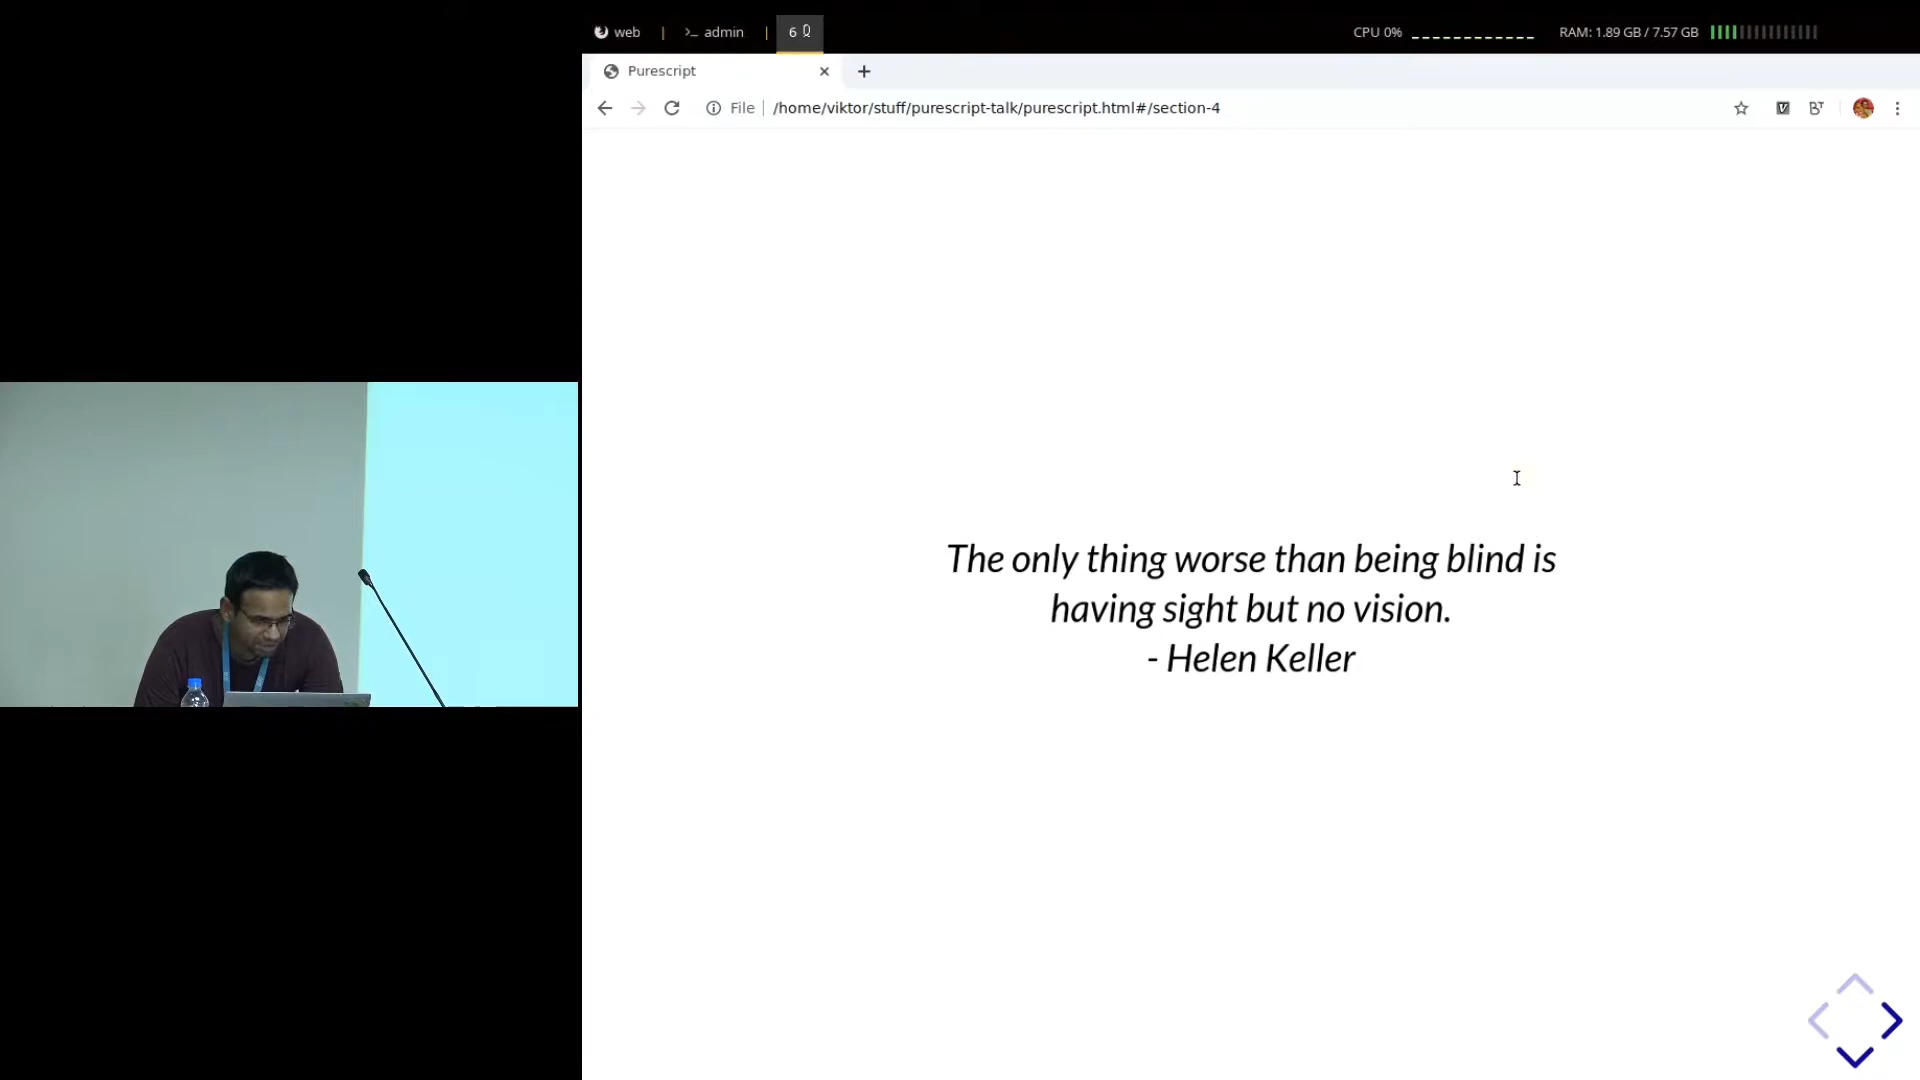 web | >_ admin | 6
CPU 0% RAM: 1.89 GB / 7.57 GB
Purescript
File | /home/viktor/stuff/purescript-talk/purescript.html#/section-4
The only thing worse than being blind is
having sight but no vision.
- Helen Keller